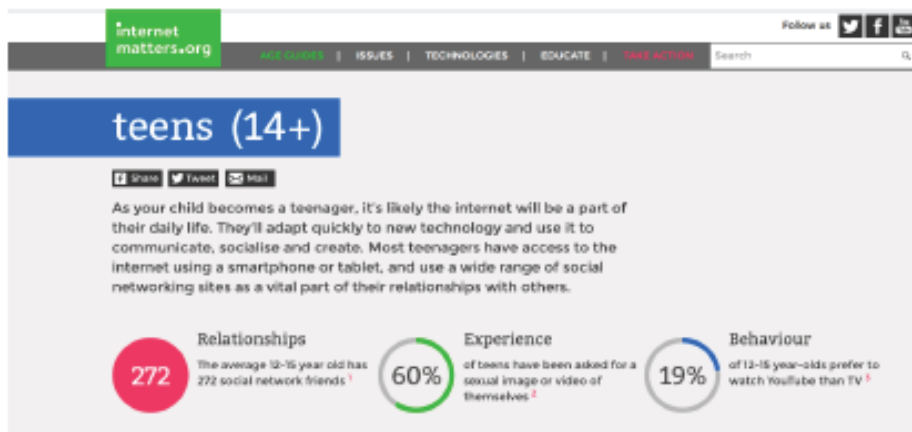 internet
matters.org
Follow us
AGE GUIDES | ISSUES | TECHNOLOGIES | EDUCATE | TAKE ACTION
Search
teens (14+)
Share Tweet Mail
As your child becomes a teenager, it's likely the internet will be a part of
their daily life. They'll adapt quickly to new technology and use it to
communicate, socialise and create. Most teenagers have access to the
internet using a smartphone or tablet, and use a wide range of social
networking sites as a vital part of their relationships with others.
272
Relationships
The average 12-15 year old has
272 social network friends 1
60%
Experience
of teens have been asked for a
sexual image or video of
themselves 2
19%
Behaviour
of 12-15 year-olds prefer to
watch YouTube than TV